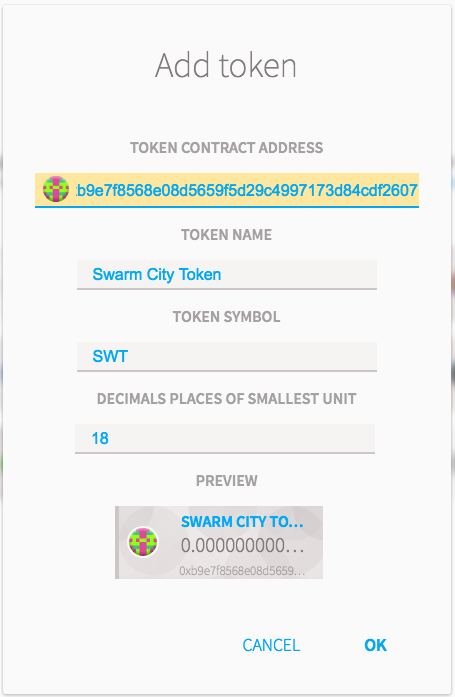 Add token
TOKEN CONTRACT ADDRESS
b9e7f8568e08d5659f5d29c4997173d84cdf2607
TOKEN NAME
Swarm City Token
TOKEN SYMBOL
SWT
DECIMALS PLACES OF SMALLEST UNIT
18
PREVIEW
SWARM CITY TO...
0.000000000...
0xb9e7f8568e08d5659...
CANCEL OK